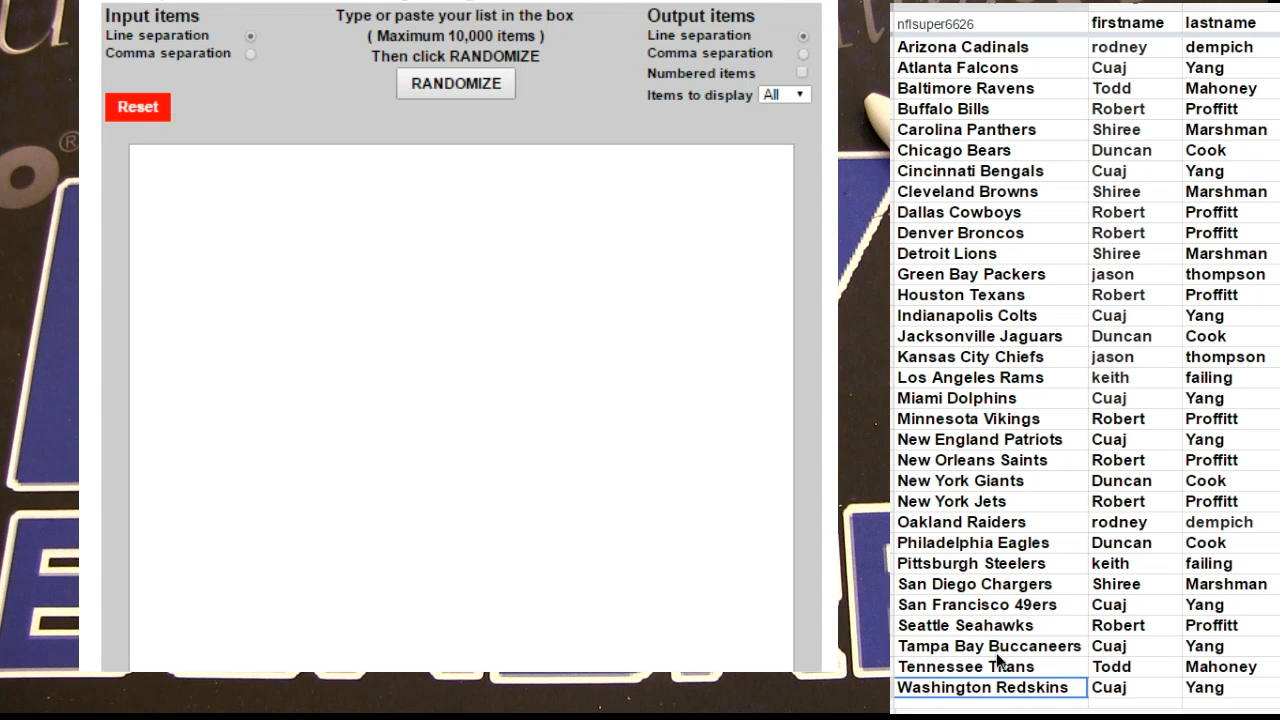 Input items
Line separation
Comma separation
Reset
Type or paste your list in the box
( Maximum 10,000 items )
Then click RANDOMIZE
RANDOMIZE
Output items
Line separation
Comma separation
Numbered items
Items to display All
®
nflsuper6626 firstname lastname
Arizona Cadinals rodney dempich
Atlanta Falcons Cuaj Yang
Baltimore Ravens Todd Mahoney
Buffalo Bills Robert Proffitt
Carolina Panthers Shiree Marshman
Chicago Bears Duncan Cook
Cincinnati Bengals Cuaj Yang
Cleveland Browns Shiree Marshman
Dallas Cowboys Robert Proffitt
Denver Broncos Robert Proffitt
Detroit Lions Shiree Marshman
Green Bay Packers jason thompson
Houston Texans Robert Proffitt
Indianapolis Colts Cuaj Yang
Jacksonville Jaguars Duncan Cook
Kansas City Chiefs jason thompson
Los Angeles Rams keith failing
Miami Dolphins Cuaj Yang
Minnesota Vikings Robert Proffitt
New England Patriots Cuaj Yang
New Orleans Saints Robert Proffitt
New York Giants Duncan Cook
New York Jets Robert Proffitt
Oakland Raiders rodney dempich
Philadelphia Eagles Duncan Cook
Pittsburgh Steelers keith failing
San Diego Chargers Shiree Marshman
San Francisco 49ers Cuaj Yang
Seattle Seahawks Robert Proffitt
Tampa Bay Buccaneers Cuaj Yang
Tennessee Titans Todd Mahoney
Washington Redskins Cuaj Yang